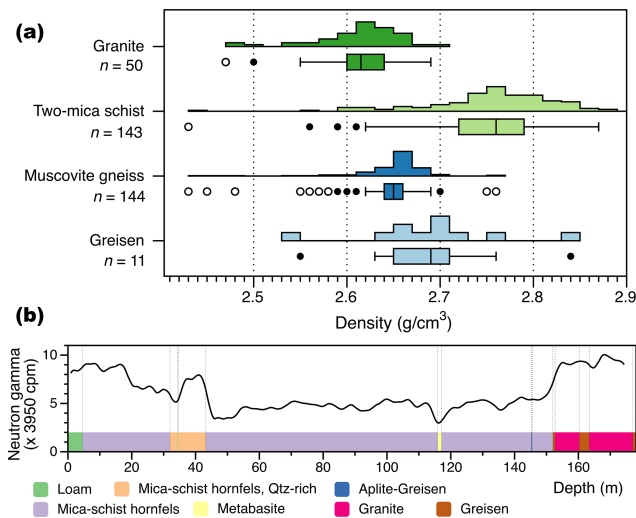 (a)
Granite
n = 50
Two-mica schist
n = 143
Muscovite gneiss
n = 144
Greisen
n = 11
2.5 2.6 2.7 2.8 2.9
Density (g/cm³)
(b)
Neutron gamma
(x 3950 cpm)
10
5
0
0 20 40 60 80 100 120 140 160
Depth (m)
Loam Mica-schist hornfels, Qtz-rich Aplite-Greisen
Mica-schist hornfels Metabasite Granite Greisen